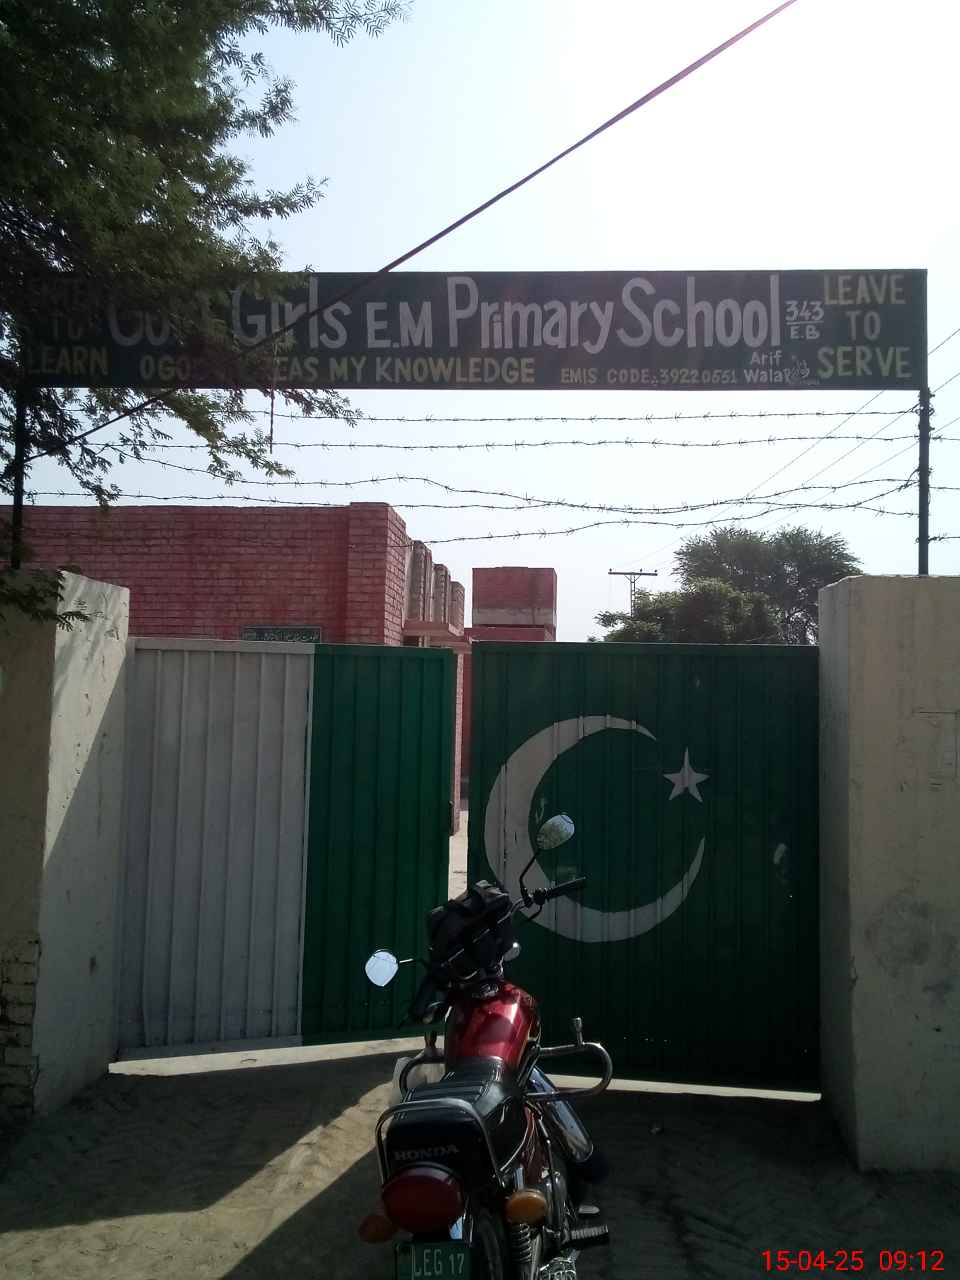 TO
LEARN
Girls E.M Primary School 343
E.B
MY KNOWLEDGE
EMIS CODE:39220551
Arif
Wala
LEAVE
TO
SERVE
HONDA
LEG 17
15-04-25 09:12